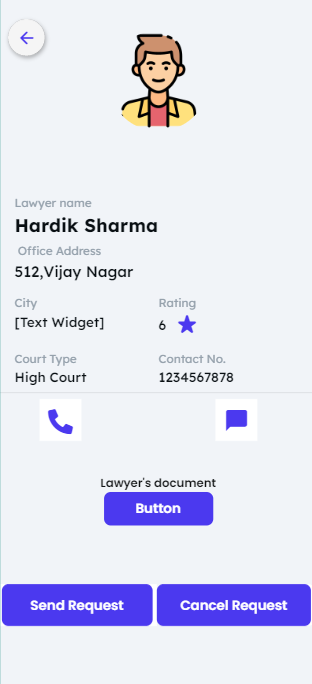 Lawyer name
Hardik Sharma
Office Address
512,Vijay Nagar
City
Rating
[Text Widget]
6
Court Type
Contact No.
High Court
1234567878
Lawyer's document
Button
Send Request
Cancel Request